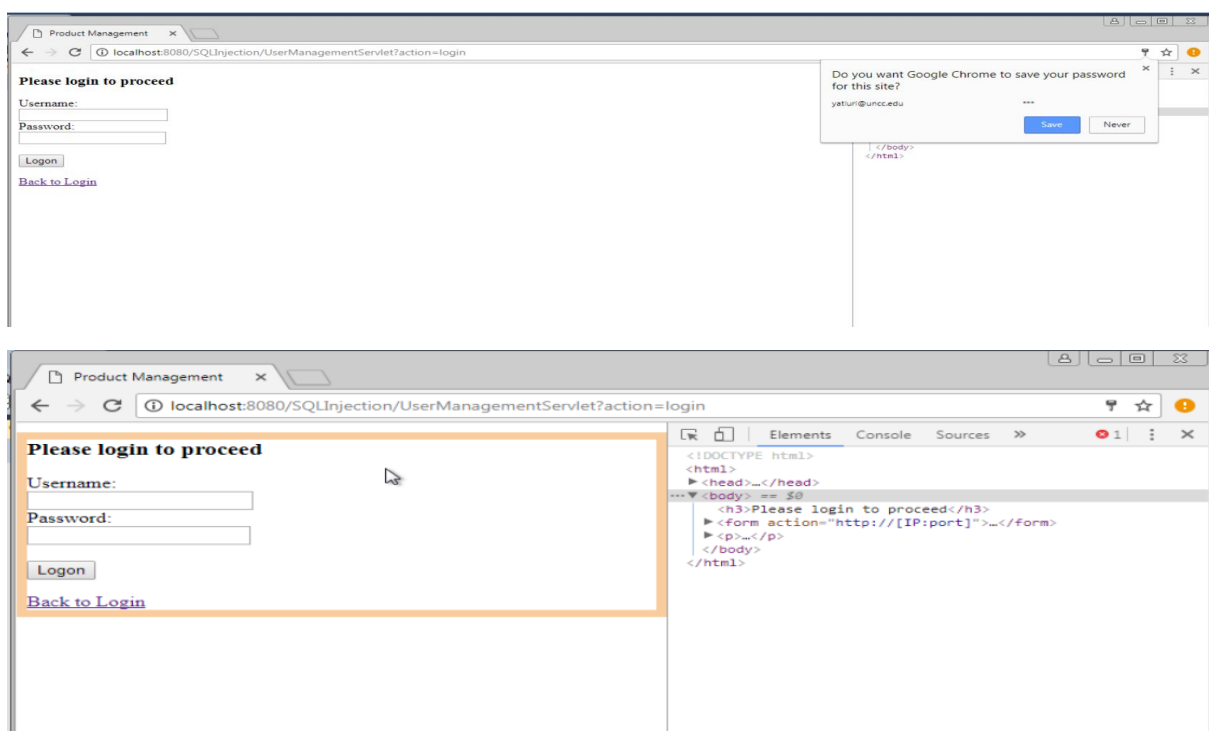 Product Management
localhost:8080/SQLInjection/UserManagementServlet?action=login
Please login to proceed
Username:
Password:
Logon
Back to Login
Do you want Google Chrome to save your password
for this site?
yatluri@uncc.edu ***
Save Never
</body>
</html>
Product Management
localhost:8080/SQLInjection/UserManagementServlet?action=login
Please login to proceed
Username:
Password:
Logon
Back to Login
Elements Console Sources » 1
<!DOCTYPE html>
<html>
<head>…</head>
<body> == $0
<h3>Please login to proceed</h3>
<form action="http://[IP:port]">…</form>
<p>…</p>
</body>
</html>